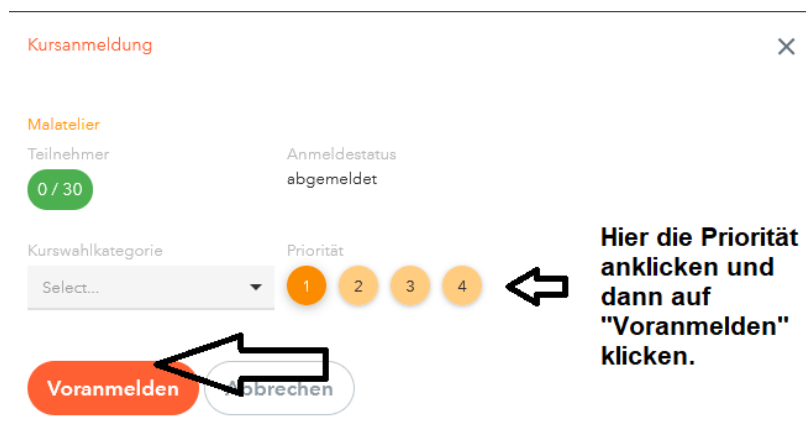 Kursanmeldung
Malatelier
Teilnehmer
Anmeldestatus
0 / 30
abgemeldet
Kurswahlkategorie
Priorität
Select...
1 2 3 4
Hier die Priorität
anklicken und
dann auf
"Voranmelden"
klicken.
Voranmelden
Abbrechen